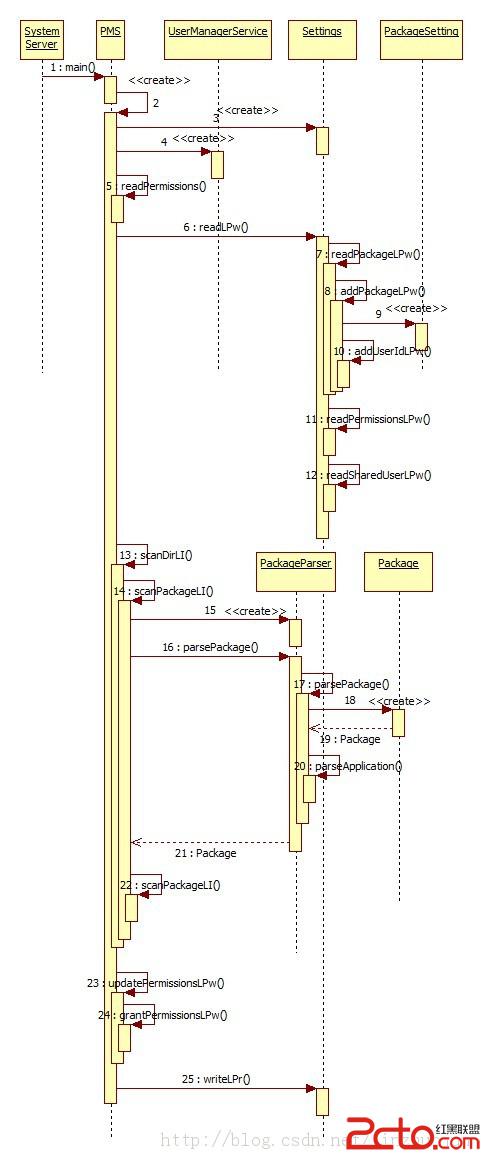 System
Server
PMS
UserManagerService
Settings
PackageSetting
1 : main()
<<create>>
2
<<create>>
3
<<create>>
4
5 : readPermissions()
6 : readLPw()
7 : readPackageLPw()
8 : addPackageLPw()
<<create>>
9
10 : addUserIdLPw()
11 : readPermissionsLPw()
12 : readSharedUserLPw()
13 : scanDirLI()
PackageParser
Package
14 : scanPackageLI()
15
<<create>>
16 : parsePackage()
17 : parsePackage()
18
<<create>>
19 : Package
20 : parseApplication()
21 : Package
22 : scanPackageLI()
23 : updatePermissionsLPw()
24 : grantPermissionsLPw()
25 : writeLPr()
2cto
红黑联盟
.com
http://blog.csdn.net/